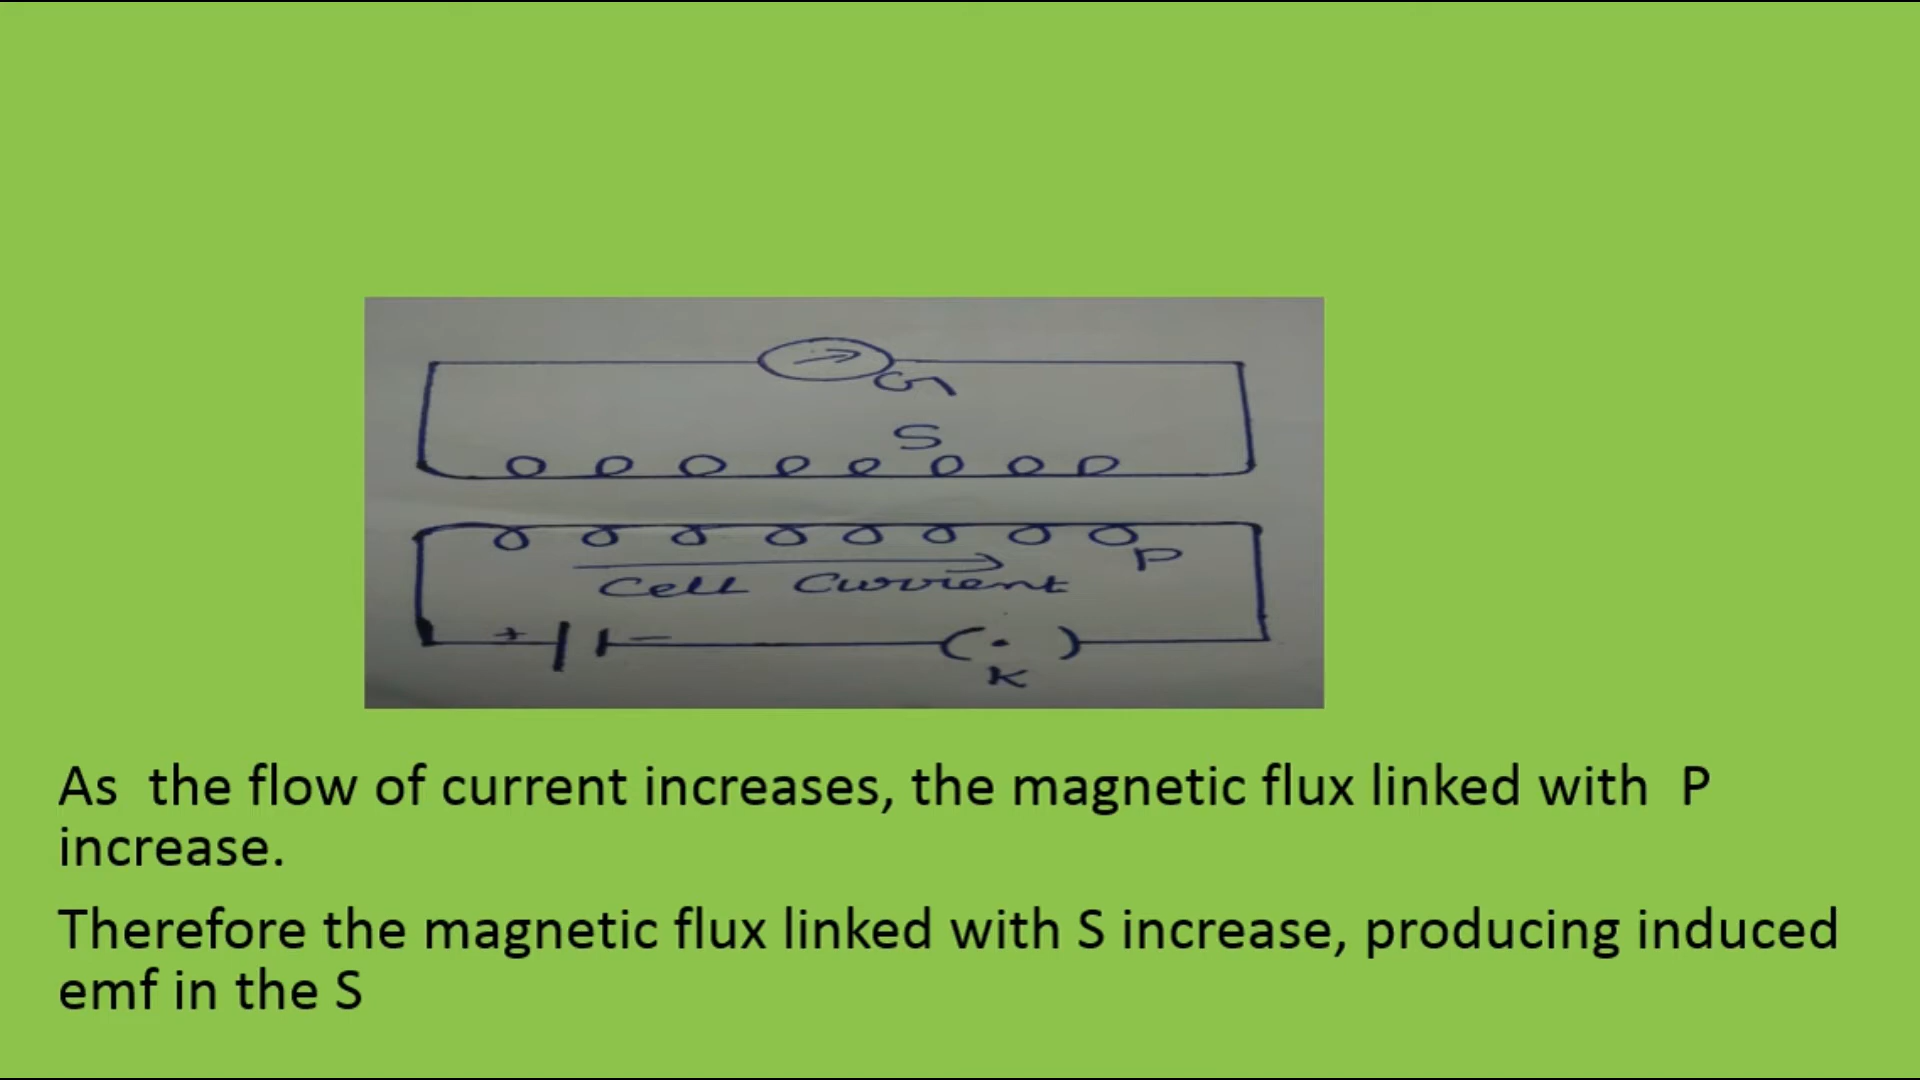 G
S
P
Cell Current
+ −
K
As the flow of current increases, the magnetic flux linked with P
increase.
Therefore the magnetic flux linked with S increase, producing induced
emf in the S